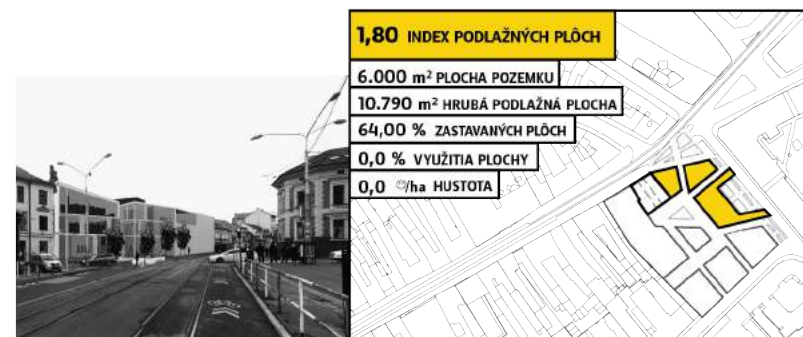 1,80 INDEX PODLAŽNÝCH PLÔCH
6.000 m² PLOCHA POZEMKU
10.790 m² HRUBÁ PODLAŽNÁ PLOCHA
64,00 % ZASTAVANÝCH PLÔCH
0,0 % VYUŽITIA PLOCHY
0,0 ☺/ha HUSTOTA